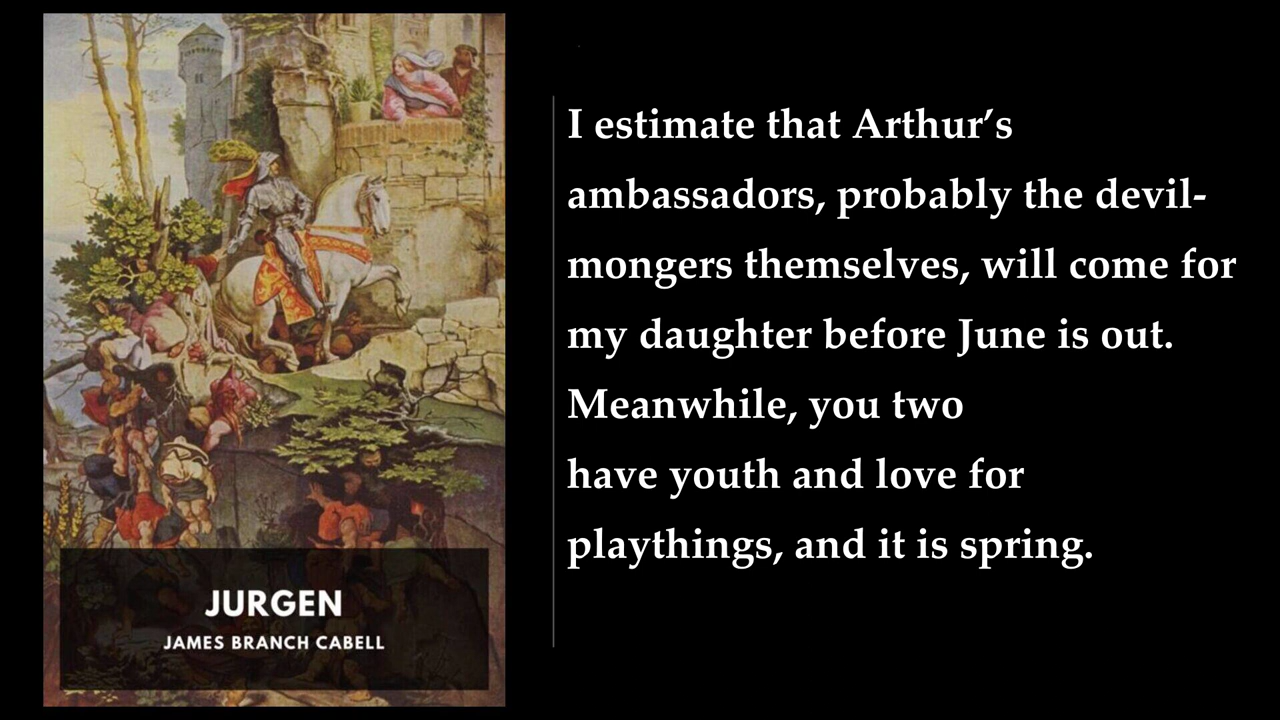 I estimate that Arthur’s
ambassadors, probably the devil-
mongers themselves, will come for
my daughter before June is out.
Meanwhile, you two
have youth and love for
playthings, and it is spring.
JURGEN
JAMES BRANCH CABELL